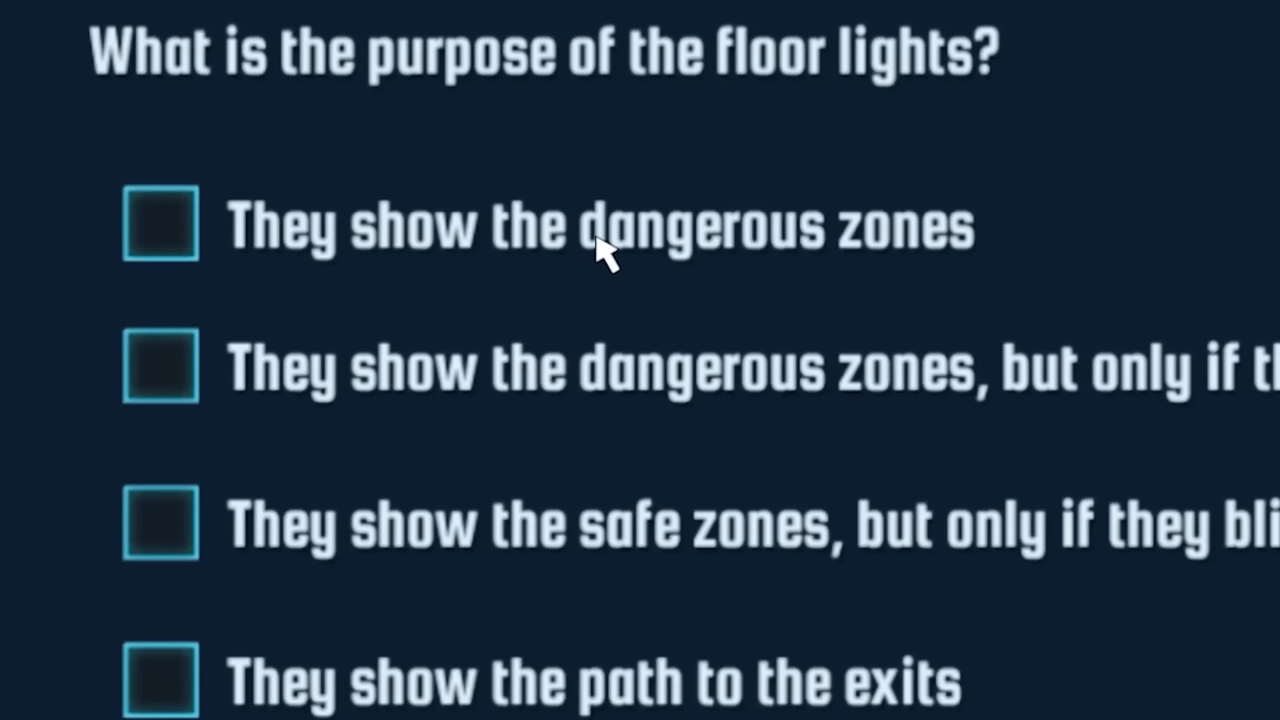 What is the purpose of the floor lights?
They show the dangerous zones
They show the dangerous zones, but only if
They show the safe zones, but only if they
They show the path to the exits